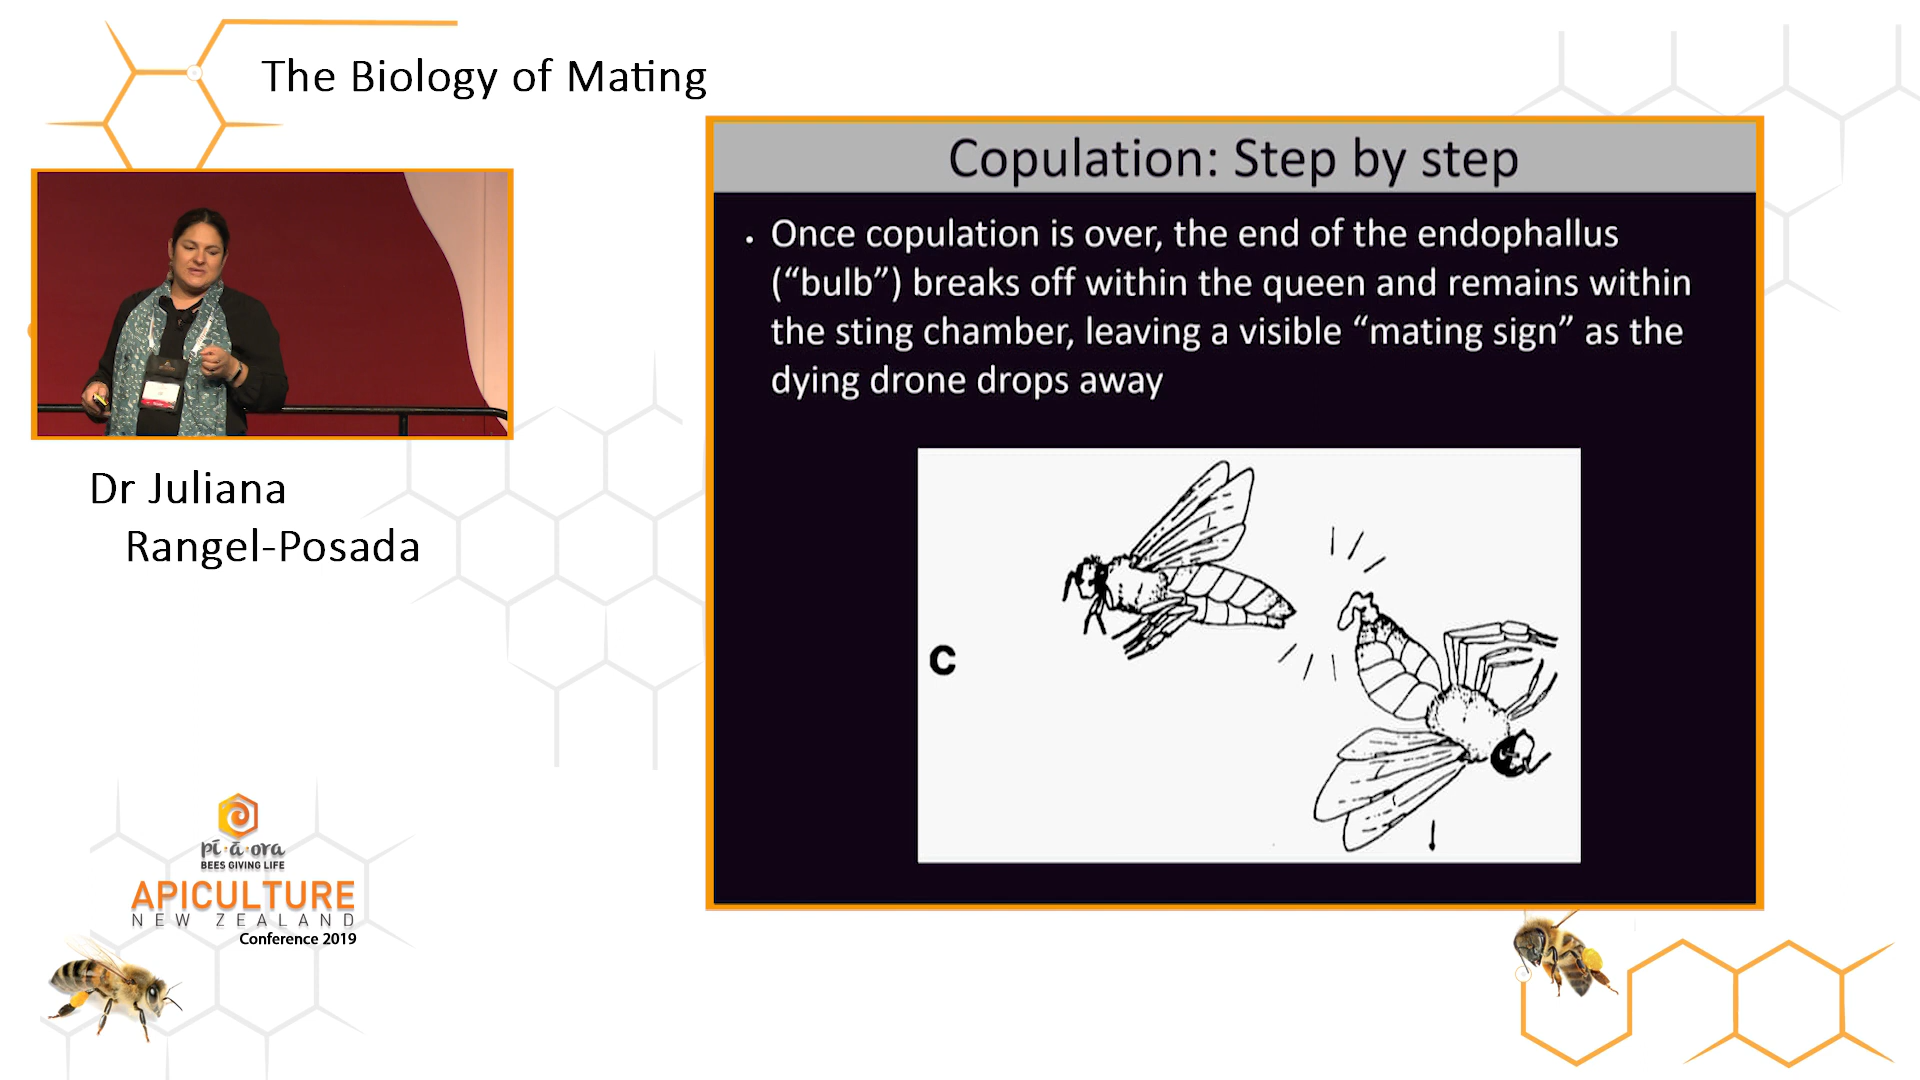 The Biology of Mating
Copulation: Step by step
• Once copulation is over, the end of the endophallus
(“bulb”) breaks off within the queen and remains within
the sting chamber, leaving a visible “mating sign” as the
dying drone drops away
C
Dr Juliana
Rangel-Posada
pī·ā·ora
BEES GIVING LIFE
APICULTURE
NEW ZEALAND
Conference 2019